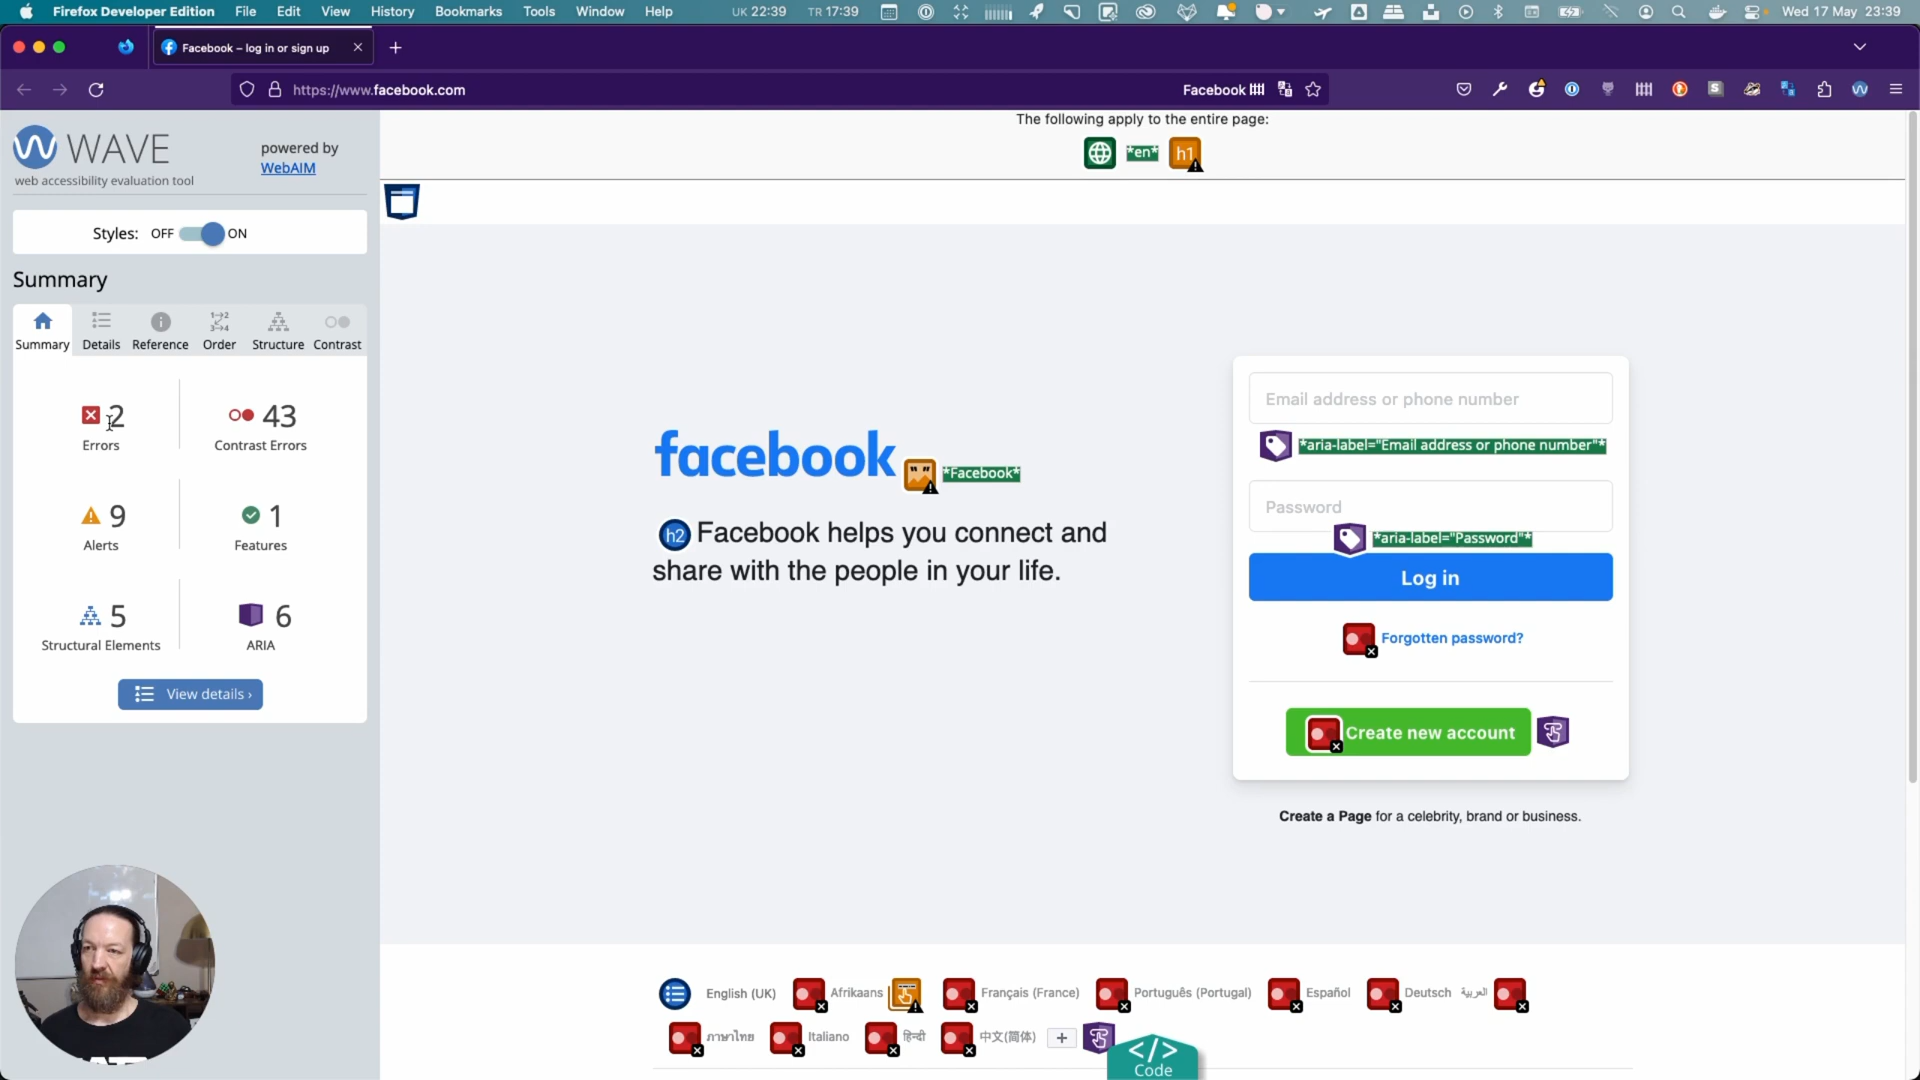 Firefox Developer Edition File Edit View History Bookmarks Tools Window Help UK 22:39 TR 17:39 Wed 17 May 23:39
Facebook – log in or sign up
https://www.facebook.com Facebook
WAVE
web accessibility evaluation tool
powered by
WebAIM
Styles: OFF ON
Summary
Summary Details Reference Order Structure Contrast
2
Errors
43
Contrast Errors
9
Alerts
1
Features
5
Structural Elements
6
ARIA
View details ›
The following apply to the entire page:
*en* h1
facebook *Facebook*
h2 Facebook helps you connect and
share with the people in your life.
Email address or phone number
*aria-label="Email address or phone number"*
Password
*aria-label="Password"*
Log in
Forgotten password?
Create new account
Create a Page for a celebrity, brand or business.
English (UK) Afrikaans Français (France) Português (Portugal) Español Deutsch العربية
ภาษาไทย Italiano हिन्दी 中文(简体) +
</> Code